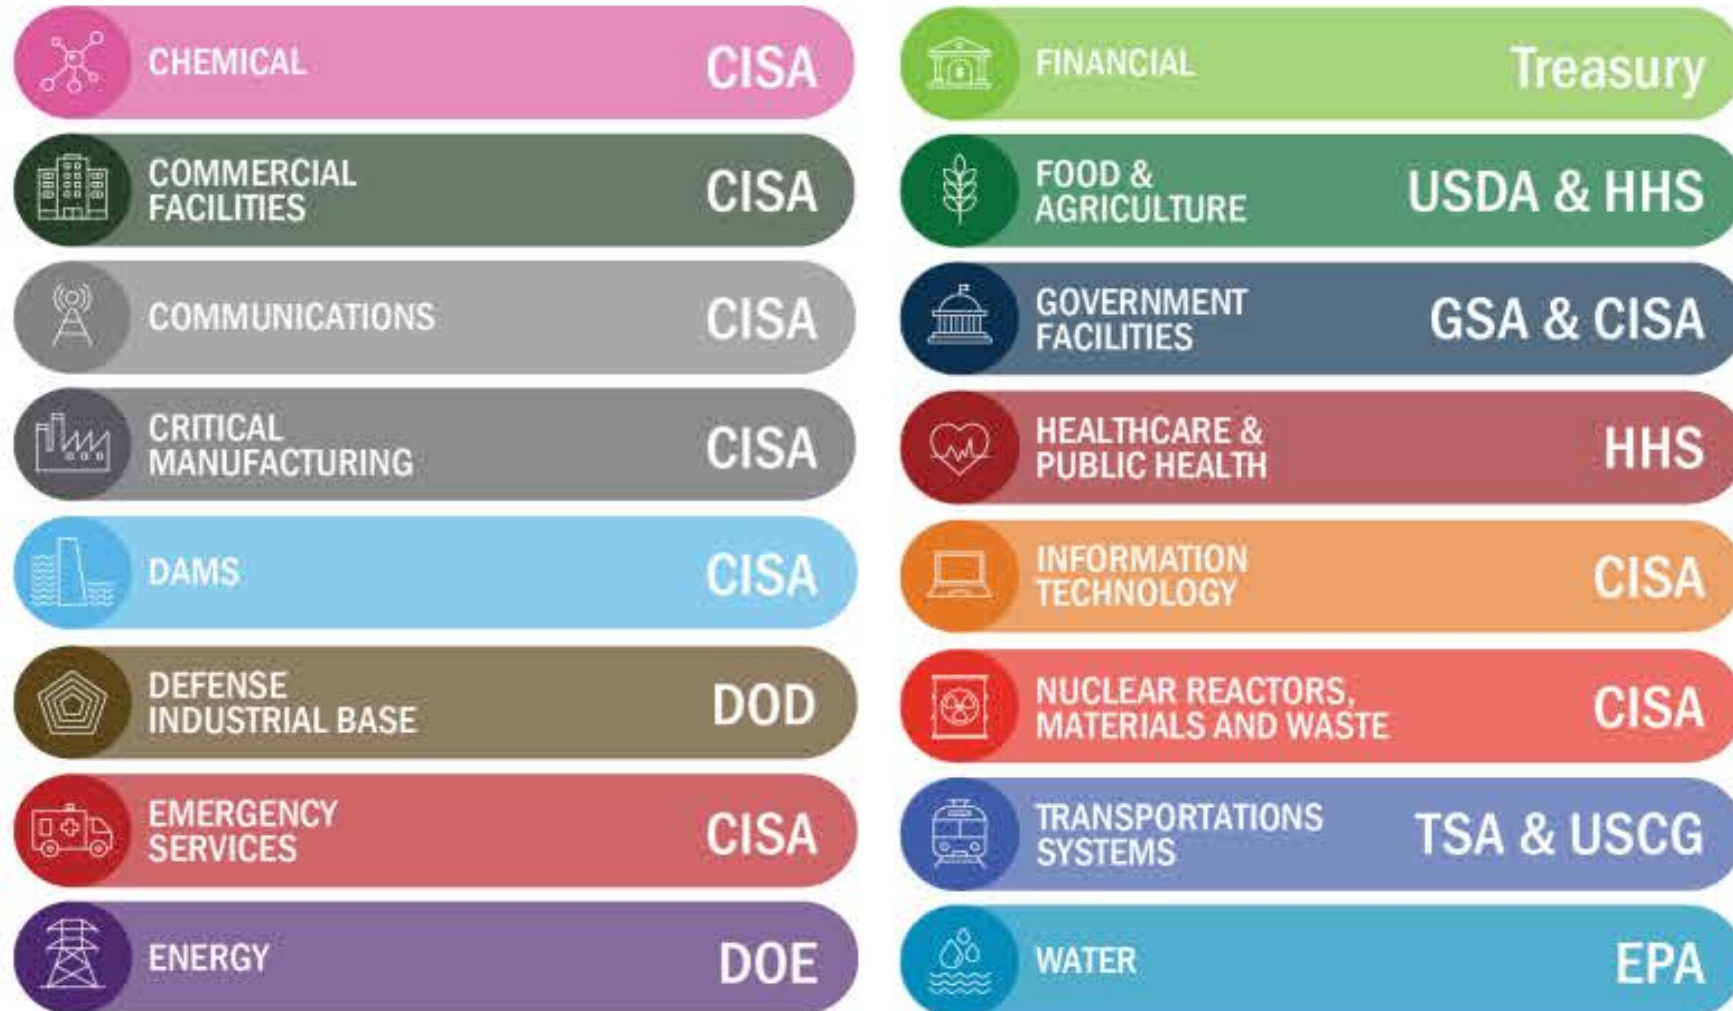 CHEMICAL CISA
COMMERCIAL
FACILITIES CISA
COMMUNICATIONS CISA
CRITICAL
MANUFACTURING CISA
DAMS CISA
DEFENSE
INDUSTRIAL BASE DOD
EMERGENCY
SERVICES CISA
ENERGY DOE
FINANCIAL Treasury
FOOD &
AGRICULTURE USDA & HHS
GOVERNMENT
FACILITIES GSA & CISA
HEALTHCARE &
PUBLIC HEALTH HHS
INFORMATION
TECHNOLOGY CISA
NUCLEAR REACTORS,
MATERIALS AND WASTE CISA
TRANSPORTATIONS
SYSTEMS TSA & USCG
WATER EPA